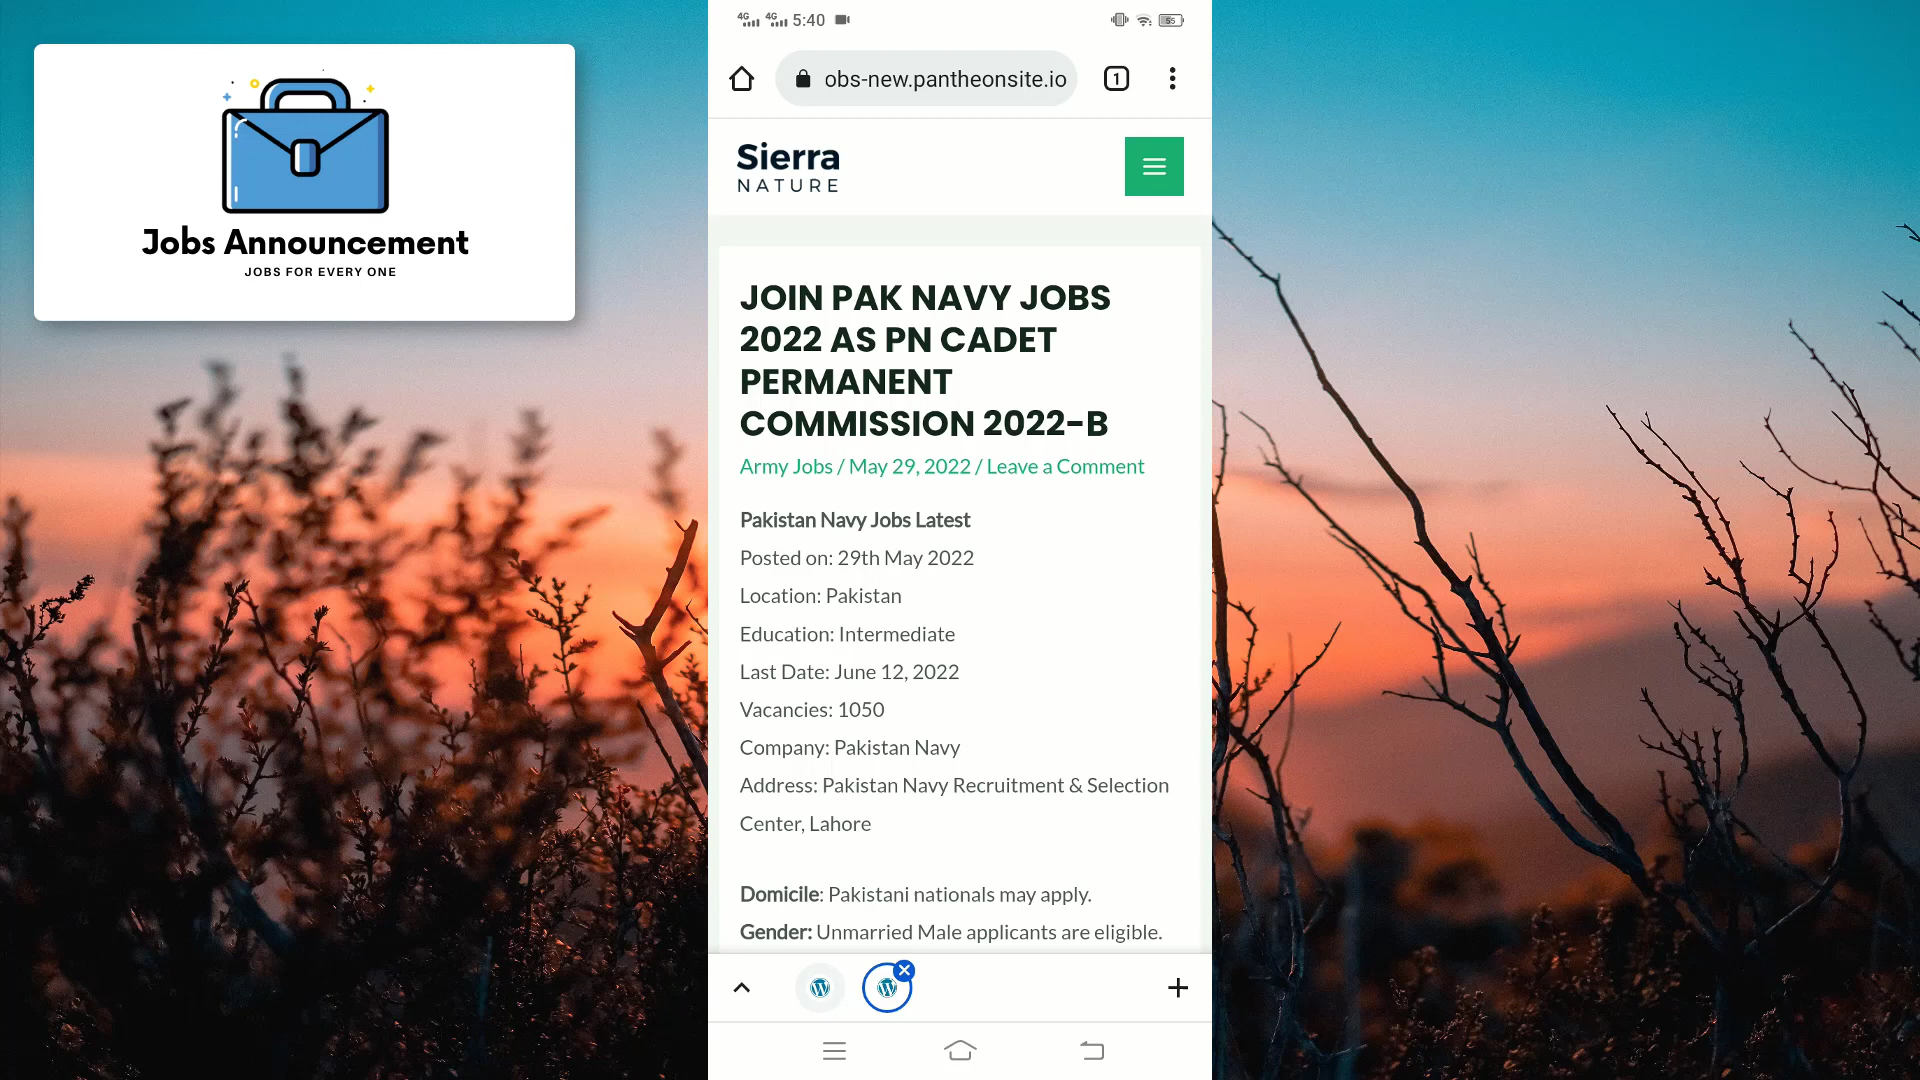 Jobs Announcement
JOBS FOR EVERY ONE
4G 4G 5:40
55
obs-new.pantheonsite.io
1
Sierra
NATURE
JOIN PAK NAVY JOBS
2022 AS PN CADET
PERMANENT
COMMISSION 2022-B
Army Jobs / May 29, 2022 / Leave a Comment
Pakistan Navy Jobs Latest
Posted on: 29th May 2022
Location: Pakistan
Education: Intermediate
Last Date: June 12, 2022
Vacancies: 1050
Company: Pakistan Navy
Address: Pakistan Navy Recruitment & Selection
Center, Lahore
Domicile: Pakistani nationals may apply.
Gender: Unmarried Male applicants are eligible.